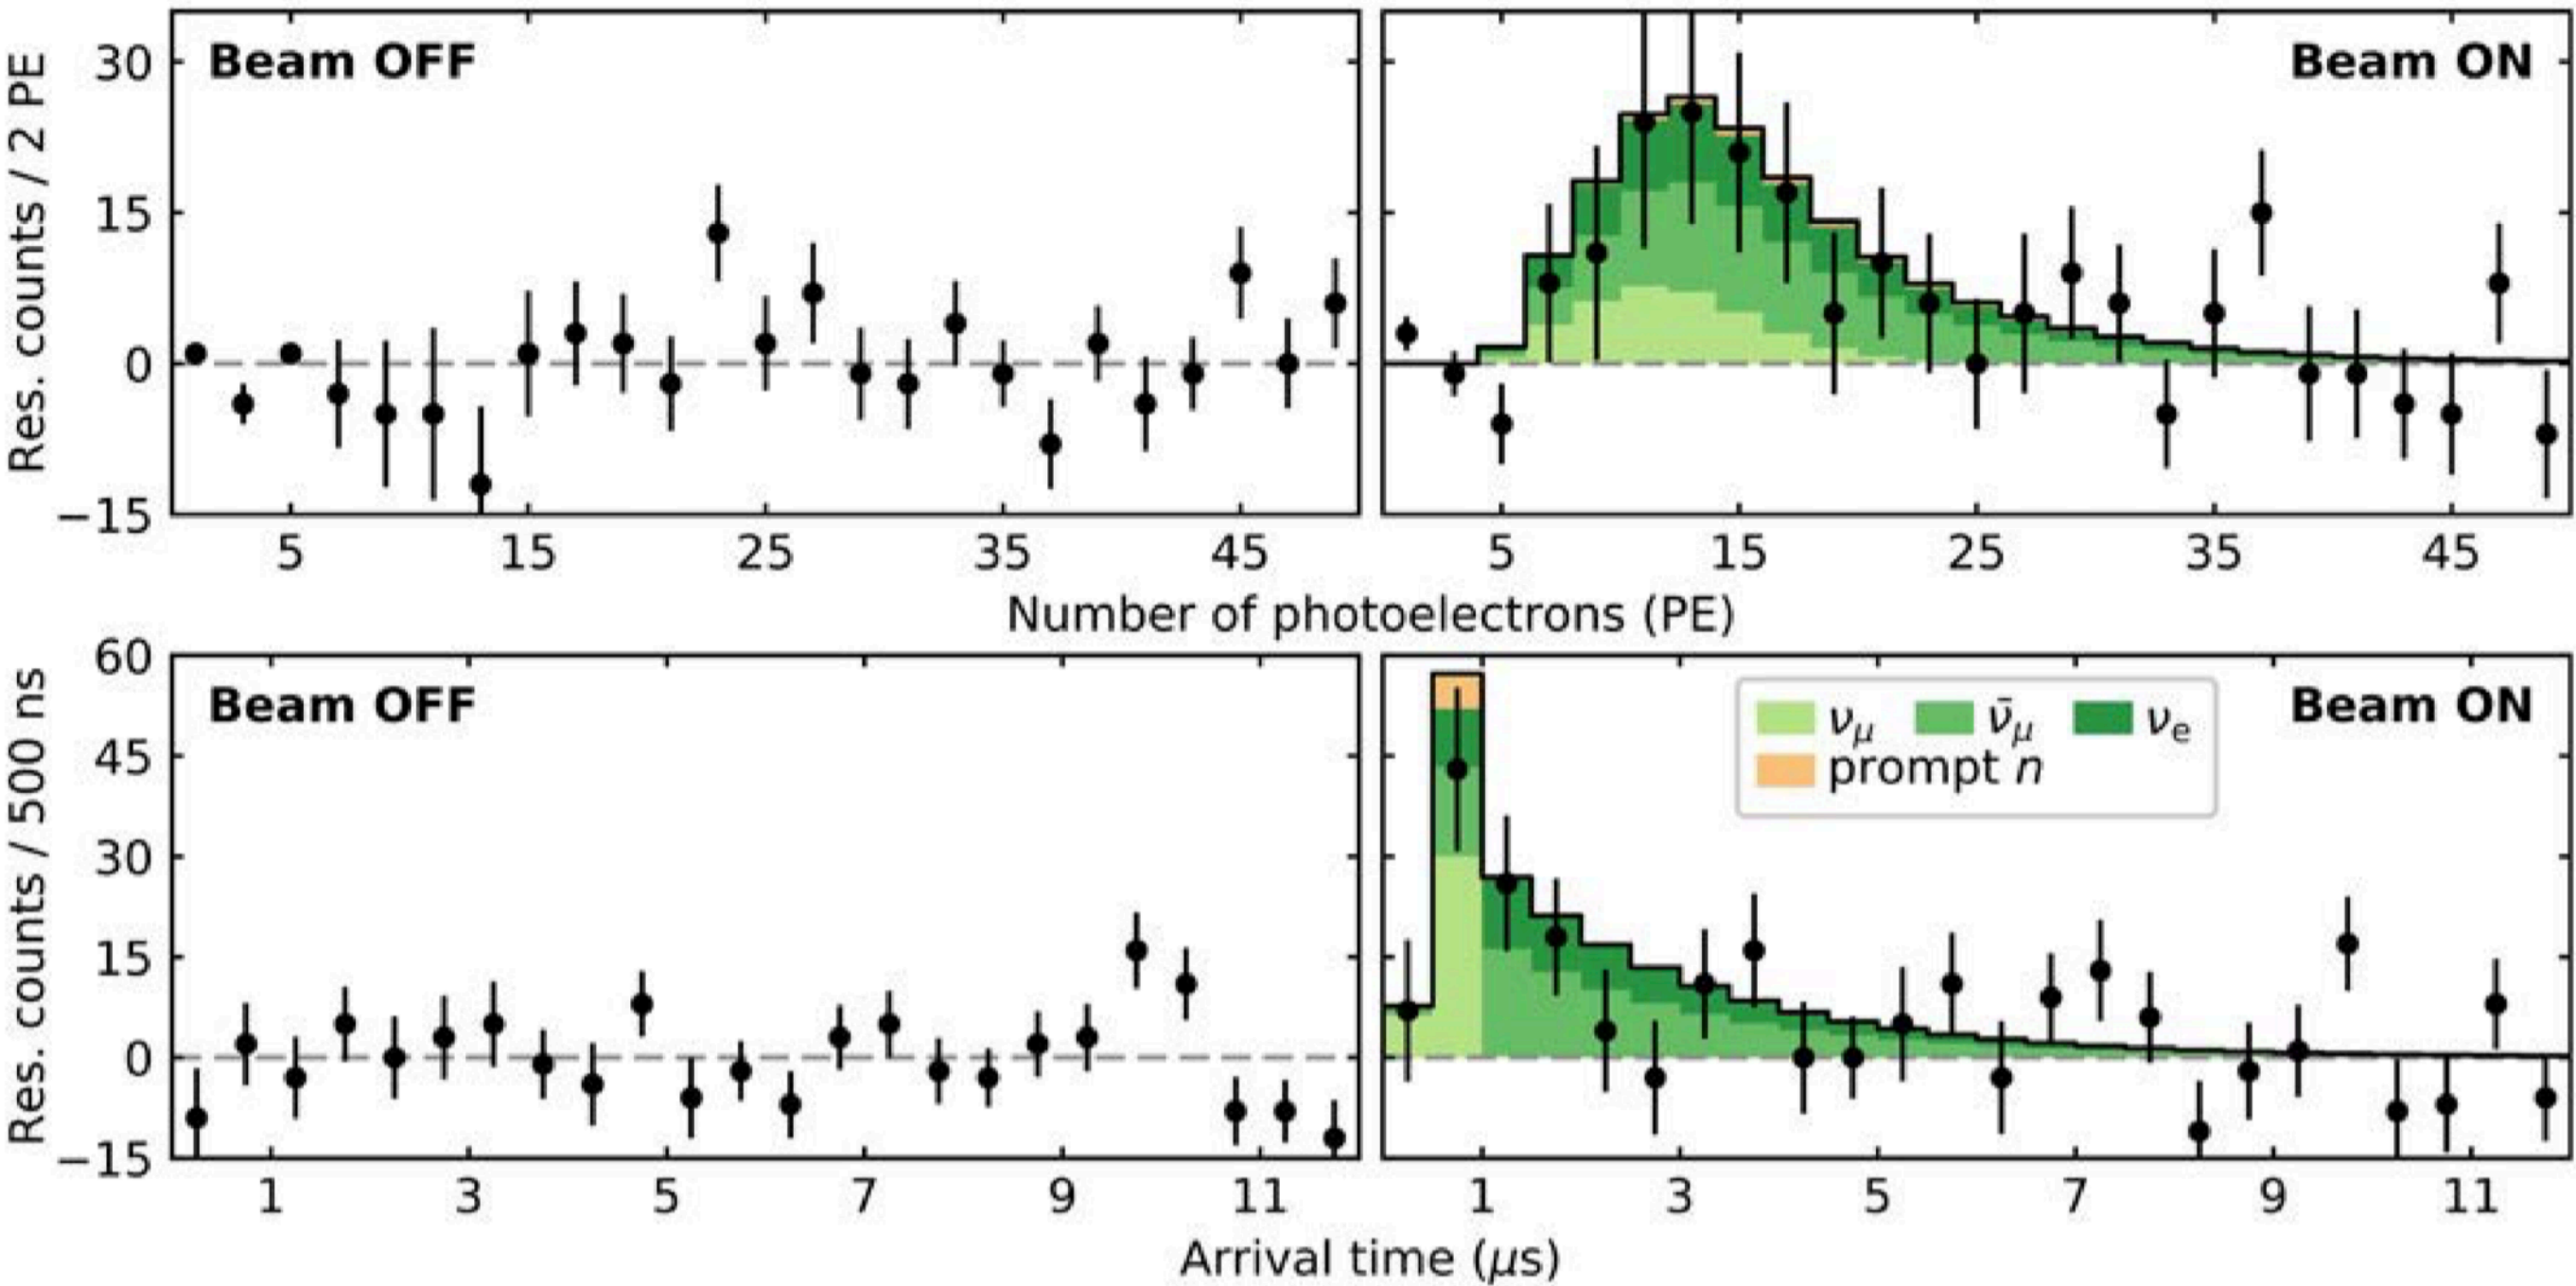 Res. counts / 2 PE
30
15
0
−15
Beam OFF
Beam ON
5 15 25 35 45
5 15 25 35 45
Number of photoelectrons (PE)
Res. counts / 500 ns
60
45
30
15
0
−15
Beam OFF
Beam ON
νμ ν̄μ νe
prompt n
1 3 5 7 9 11
1 3 5 7 9 11
Arrival time (μs)